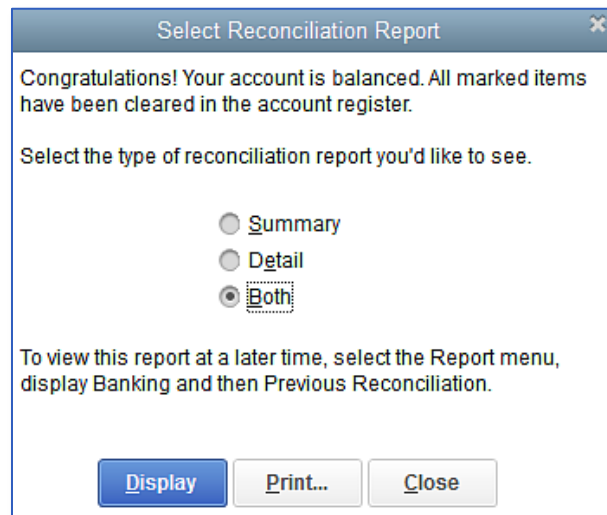 Select Reconciliation Report
Congratulations! Your account is balanced. All marked items
have been cleared in the account register.
Select the type of reconciliation report you'd like to see.
Summary
Detail
Both
To view this report at a later time, select the Report menu,
display Banking and then Previous Reconciliation.
Display Print... Close